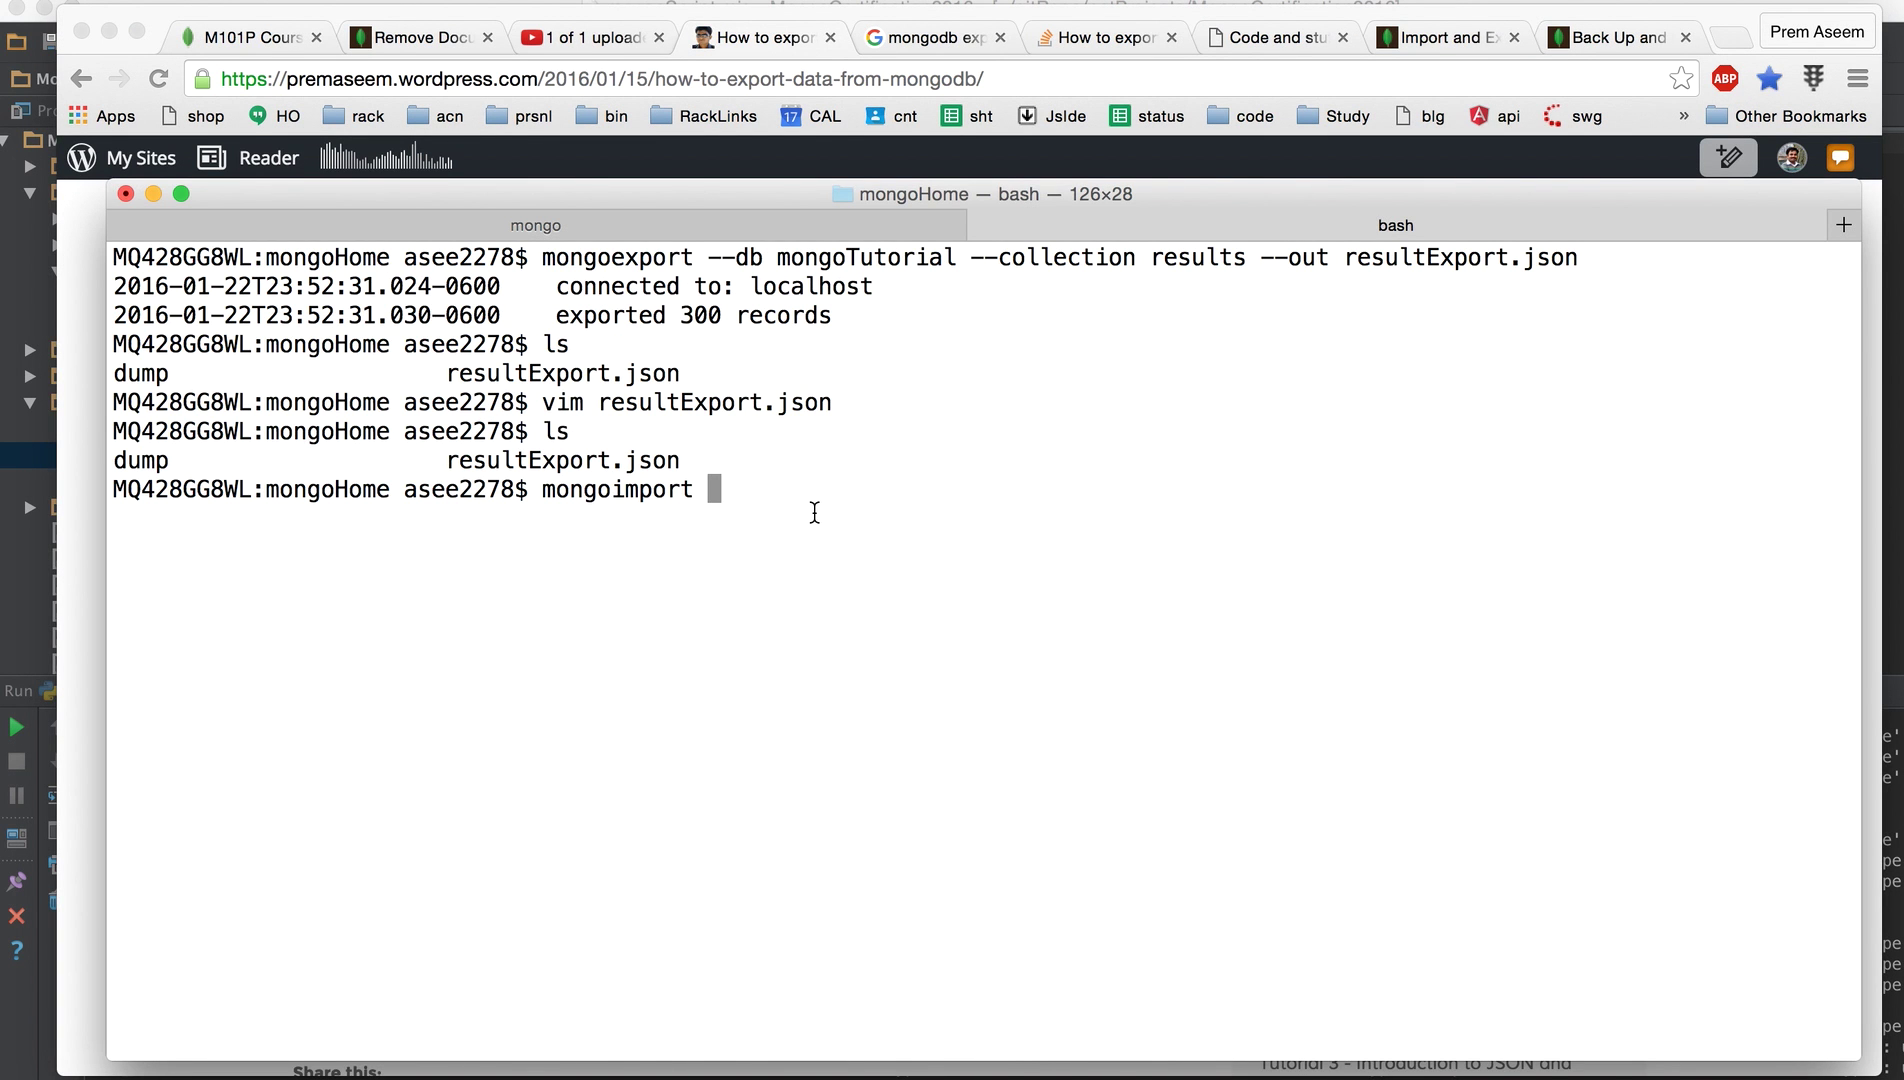 M101P Cours
Remove Docu
1 of 1 upload
How to expor
mongodb exp
How to expor
Code and stu
Import and Ex
Back Up and
Prem Aseem
https://premaseem.wordpress.com/2016/01/15/how-to-export-data-from-mongodb/
ABP
Apps
shop
HO
rack
acn
prsnl
bin
RackLinks
17 CAL
cnt
sht
JsIde
status
code
Study
blg
api
swg
»
Other Bookmarks
My Sites
Reader
mongoHome — bash — 126×28
mongo
bash
MQ428GG8WL:mongoHome asee2278$ mongoexport --db mongoTutorial --collection results --out resultExport.json
2016-01-22T23:52:31.024-0600    connected to: localhost
2016-01-22T23:52:31.030-0600    exported 300 records
MQ428GG8WL:mongoHome asee2278$ ls
dump                    resultExport.json
MQ428GG8WL:mongoHome asee2278$ vim resultExport.json
MQ428GG8WL:mongoHome asee2278$ ls
dump                    resultExport.json
MQ428GG8WL:mongoHome asee2278$ mongoimport
Run
Share this:
Tutorial 3 - Introduction to JSON and